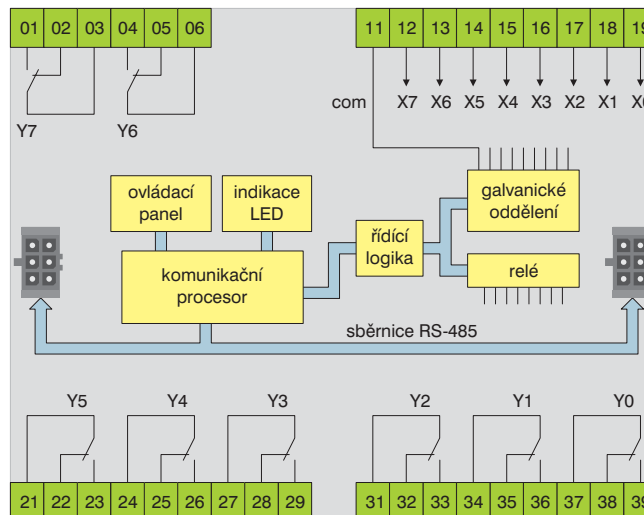 01 02 03 04 05 06
11 12 13 14 15 16 17 18 19
com X7 X6 X5 X4 X3 X2 X1 X0
Y7 Y6
ovládací
panel
indikace
LED
galvanické
oddělení
řídící
logika
komunikační
procesor
relé
sběrnice RS-485
Y5 Y4 Y3 Y2 Y1 Y0
21 22 23 24 25 26 27 28 29
31 32 33 34 35 36 37 38 39